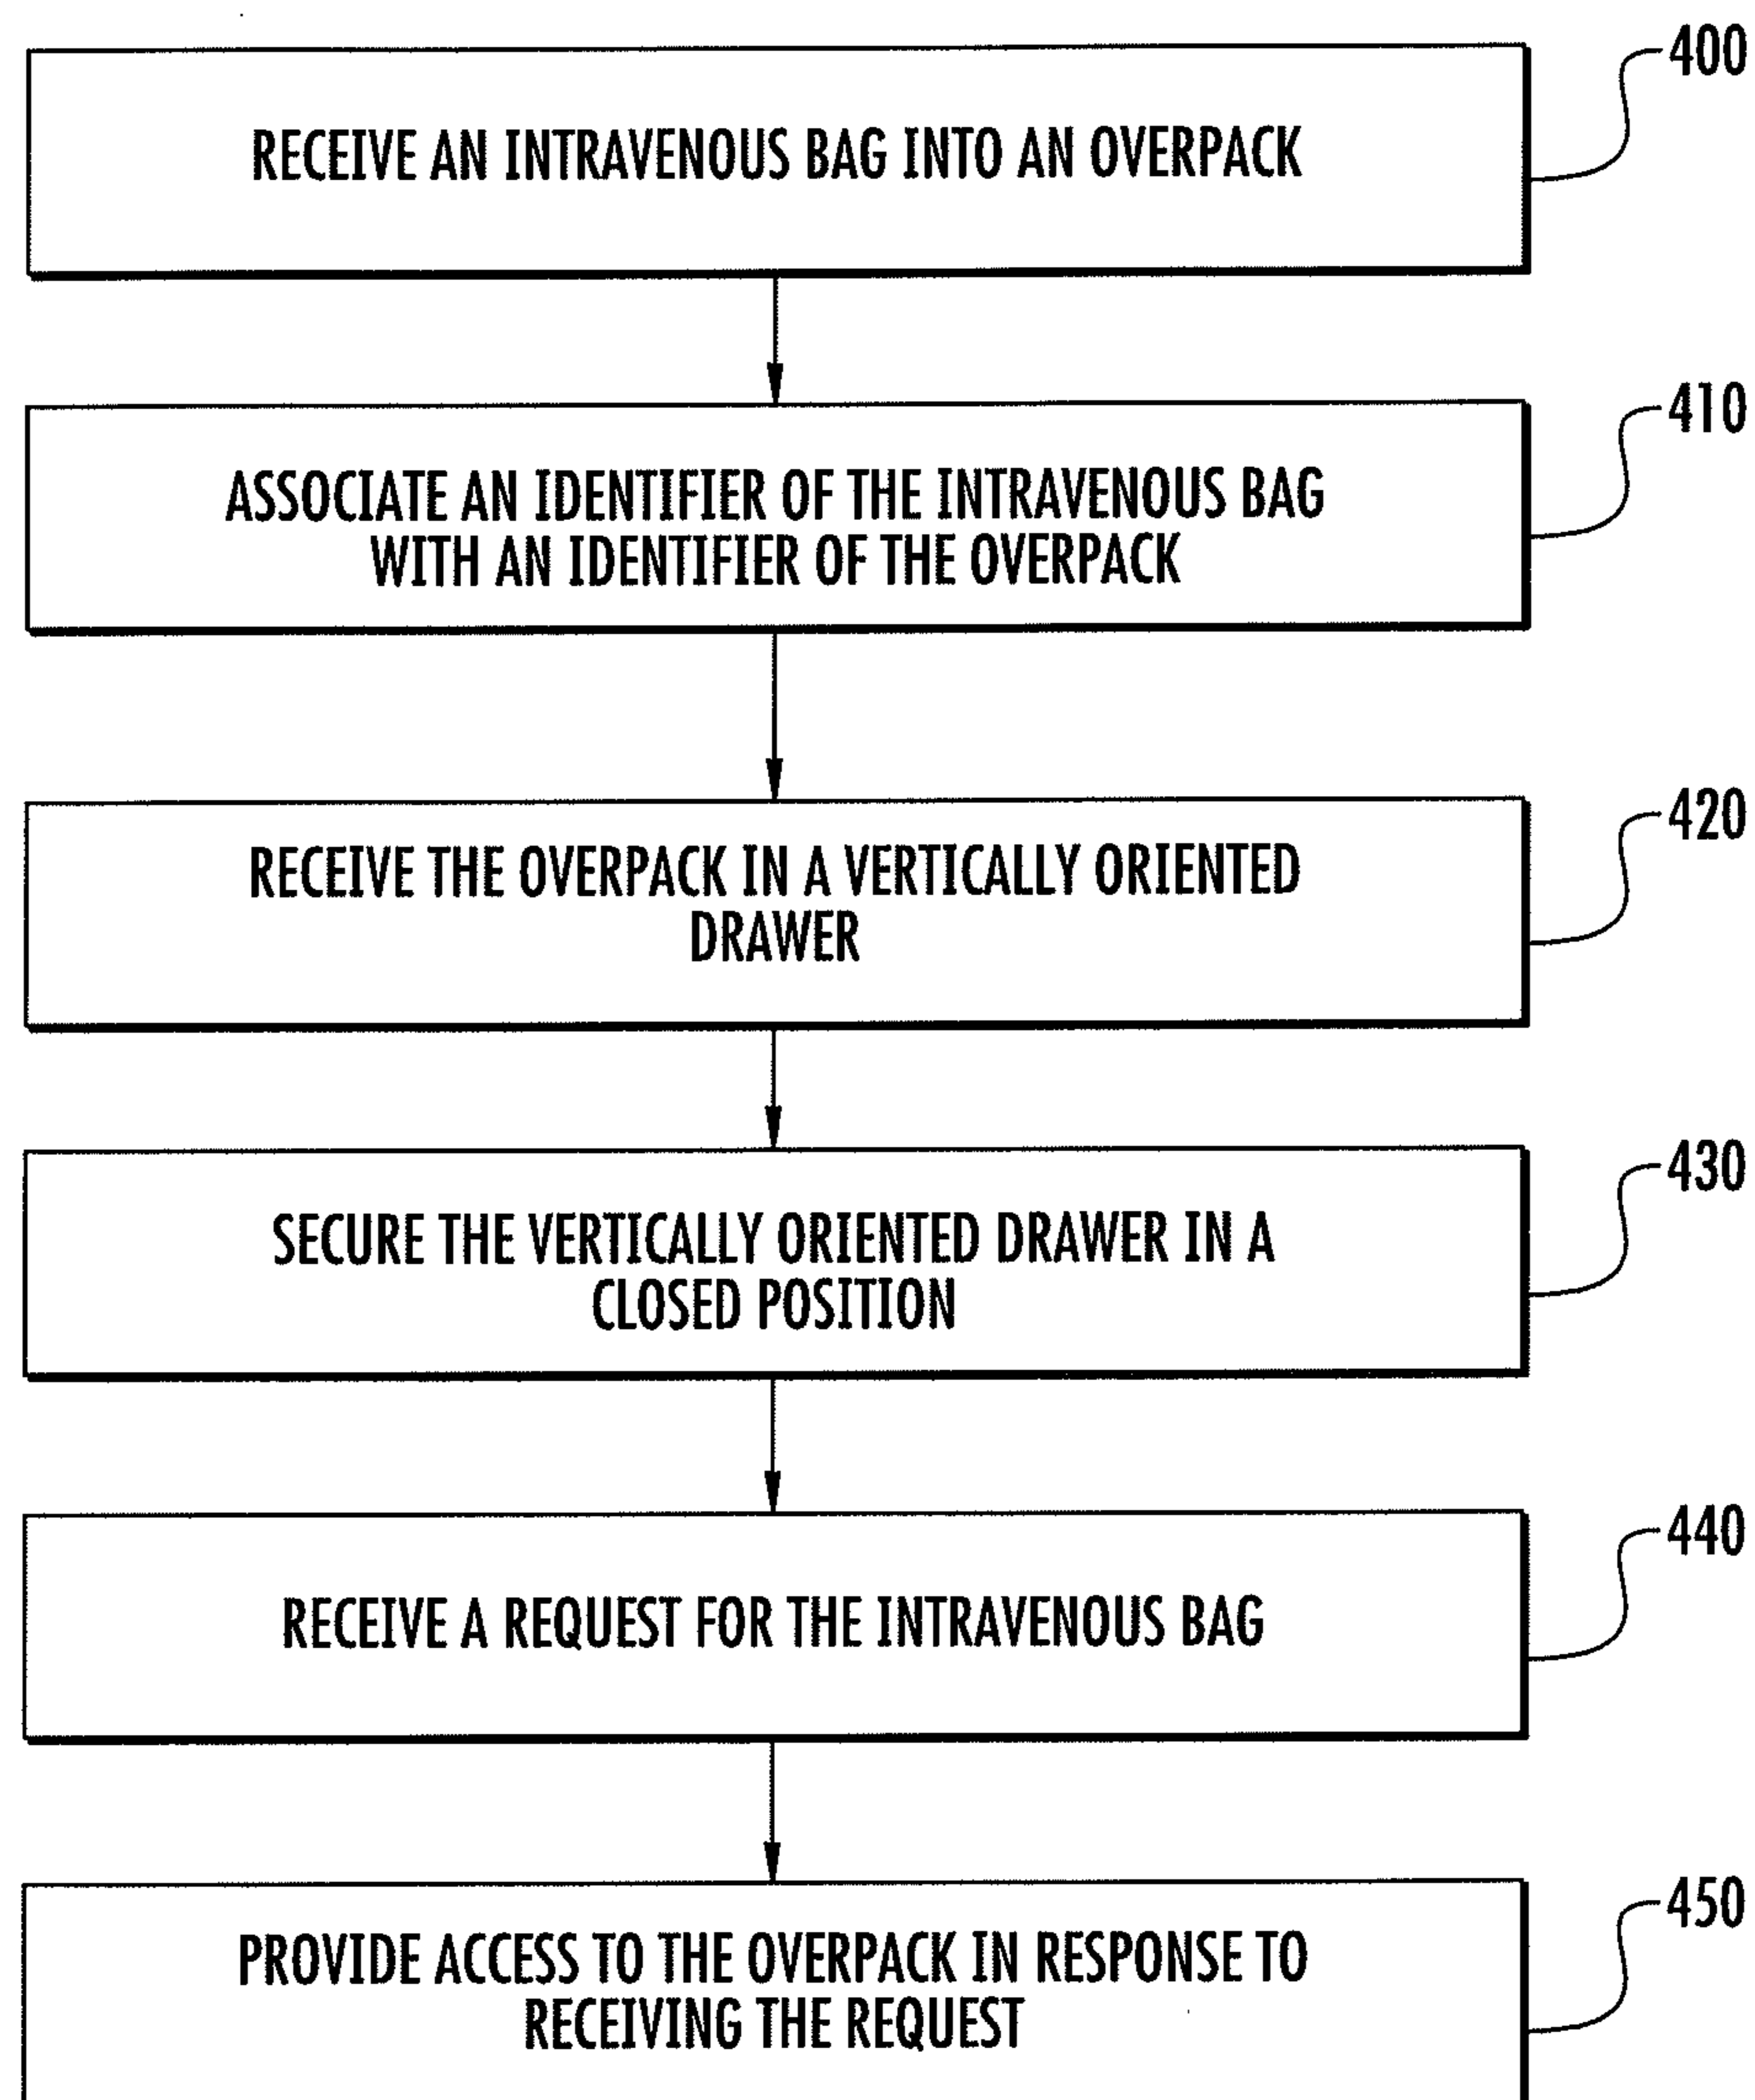 400
RECEIVE AN INTRAVENOUS BAG INTO AN OVERPACK
410
ASSOCIATE AN IDENTIFIER OF THE INTRAVENOUS BAG
WITH AN IDENTIFIER OF THE OVERPACK
420
RECEIVE THE OVERPACK IN A VERTICALLY ORIENTED
DRAWER
430
SECURE THE VERTICALLY ORIENTED DRAWER IN A
CLOSED POSITION
440
RECEIVE A REQUEST FOR THE INTRAVENOUS BAG
450
PROVIDE ACCESS TO THE OVERPACK IN RESPONSE TO
RECEIVING THE REQUEST